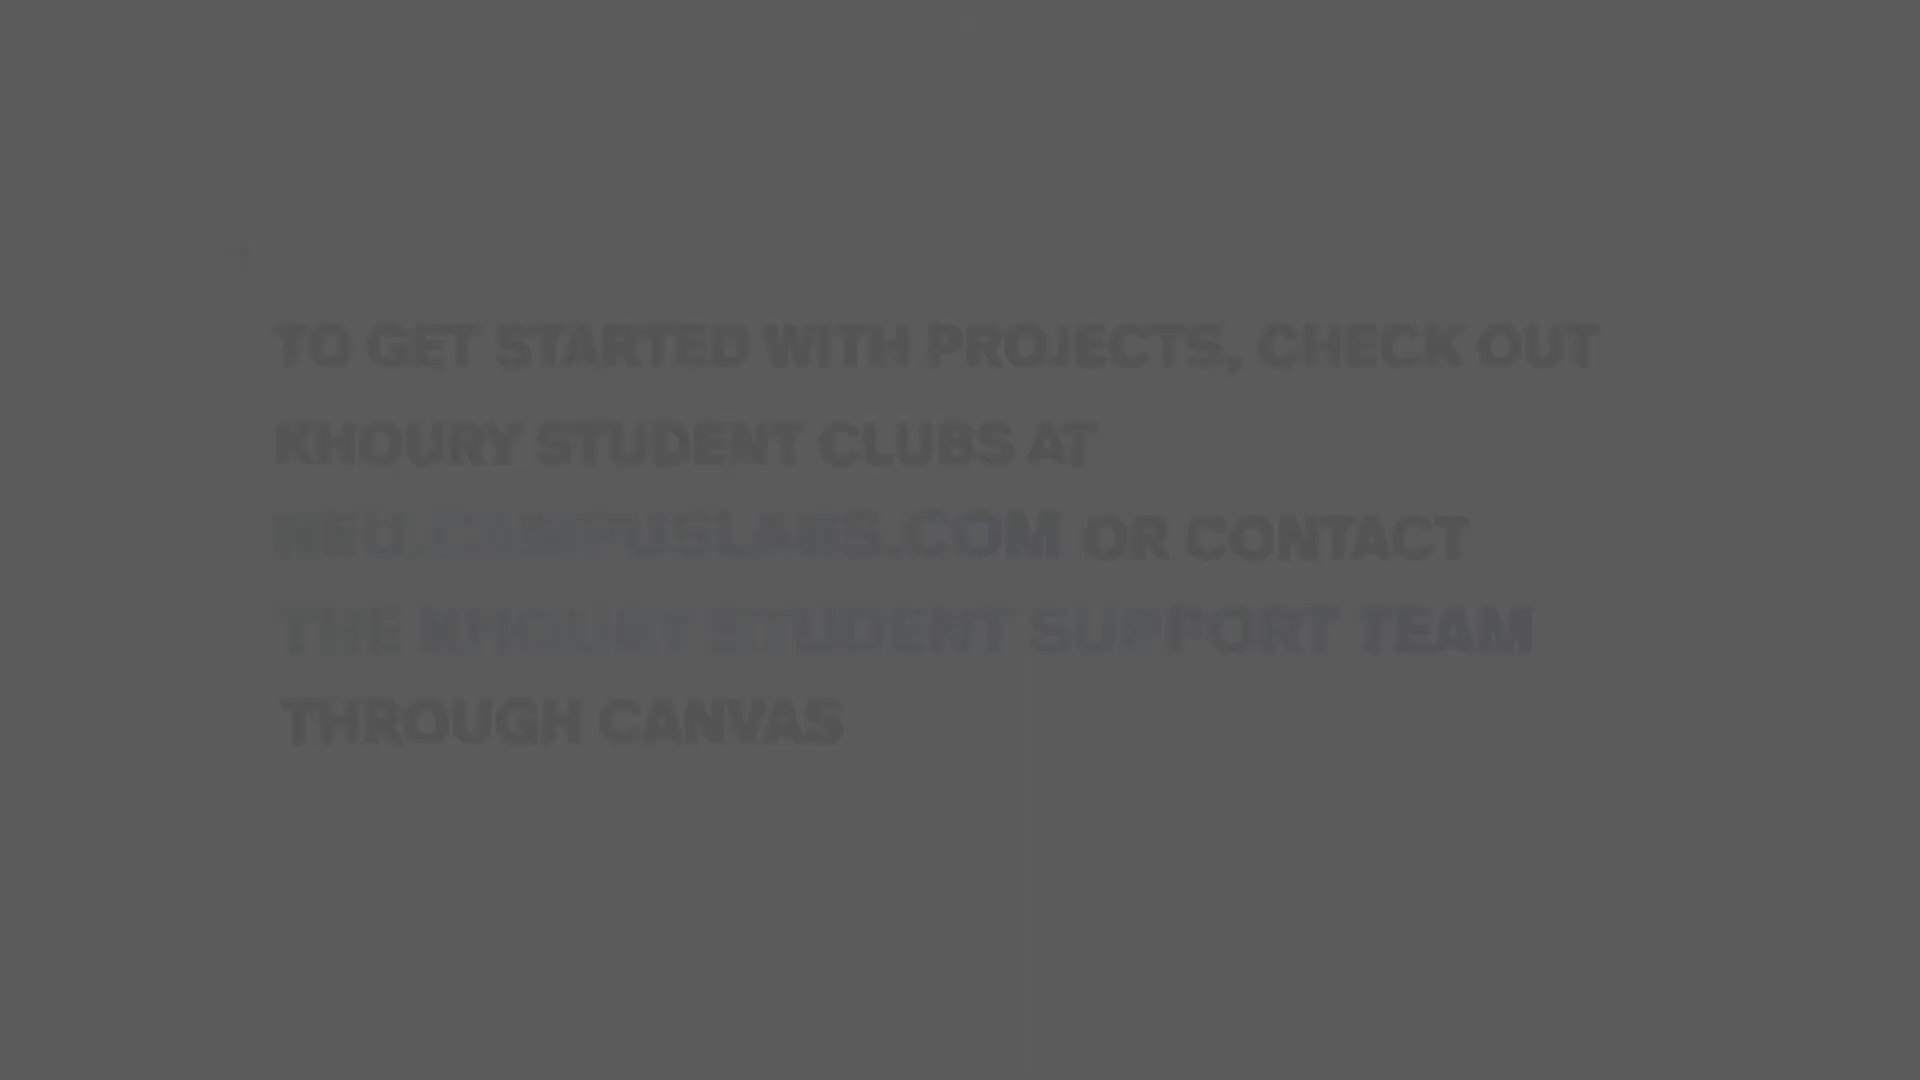 TO GET STARTED WITH PROJECTS, CHECK OUT
KHOURY STUDENT CLUBS AT
NEU.CAMPUSLABS.COM OR CONTACT
THE KHOURY STUDENT SUPPORT TEAM
THROUGH CANVAS